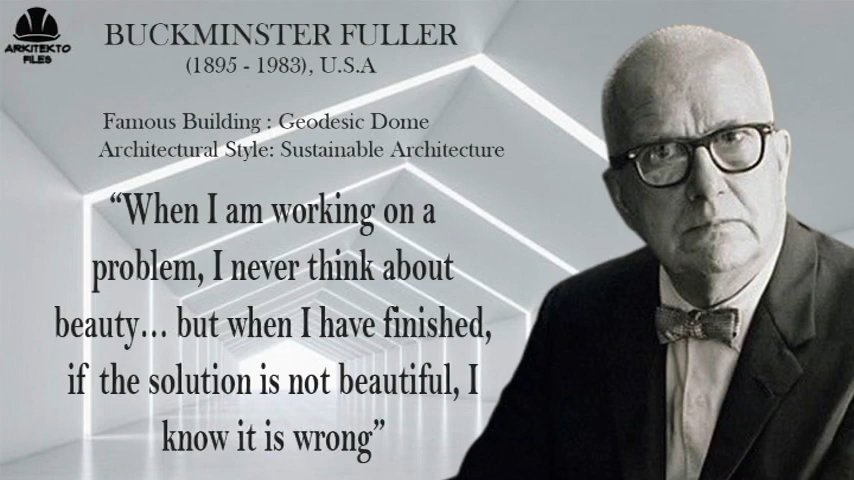 ARKITEKTO
FILES
BUCKMINSTER FULLER
(1895 - 1983), U.S.A
Famous Building : Geodesic Dome
Architectural Style: Sustainable Architecture
“When I am working on a
problem, I never think about
beauty… but when I have finished,
if the solution is not beautiful, I
know it is wrong”